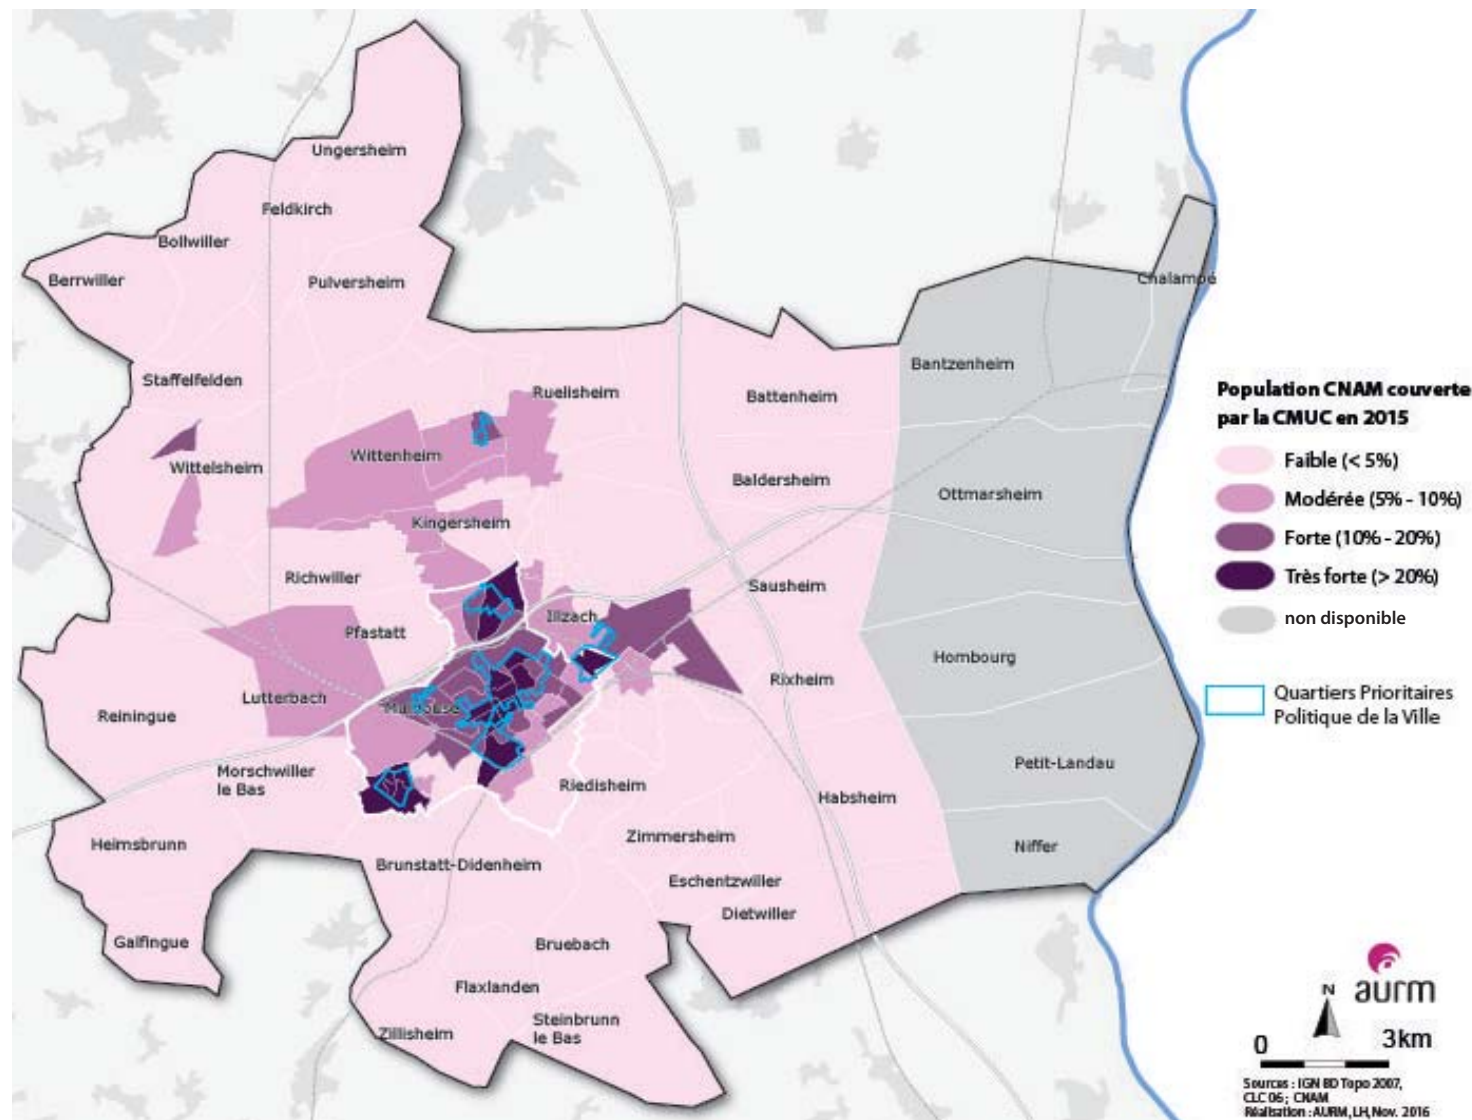 Ungersheim
Feldkirch
Bollwiller
Berrwiller
Pulversheim
Chalampé
Bantzenheim
Staffelfelden
Ruelisheim
Battenheim
Wittenheim
Wittelsheim
Baldersheim
Ottmarsheim
Kingersheim
Richwiller
Sausheim
Illzach
Pfastatt
Hombourg
Rixheim
Lutterbach
Mulhouse
Reiningue
Petit-Landau
Morschwiller
le Bas
Riedisheim
Habsheim
Zimmersheim
Heimsbrunn
Niffer
Brunstatt-Didenheim
Eschentzwiller
Dietwiller
Galfingue
Bruebach
Flaxlanden
Steinbrunn
le Bas
Zillisheim
Population CNAM couverte
par la CMUC en 2015
Faible (< 5%)
Modérée (5% - 10%)
Forte (10% - 20%)
Très forte (> 20%)
non disponible
Quartiers Prioritaires
Politique de la Ville
aurm
N
0 3km
Sources : IGN BD Topo 2007,
CLC 06 ; CNAM
Réalisation : AURM, LH, Nov. 2016